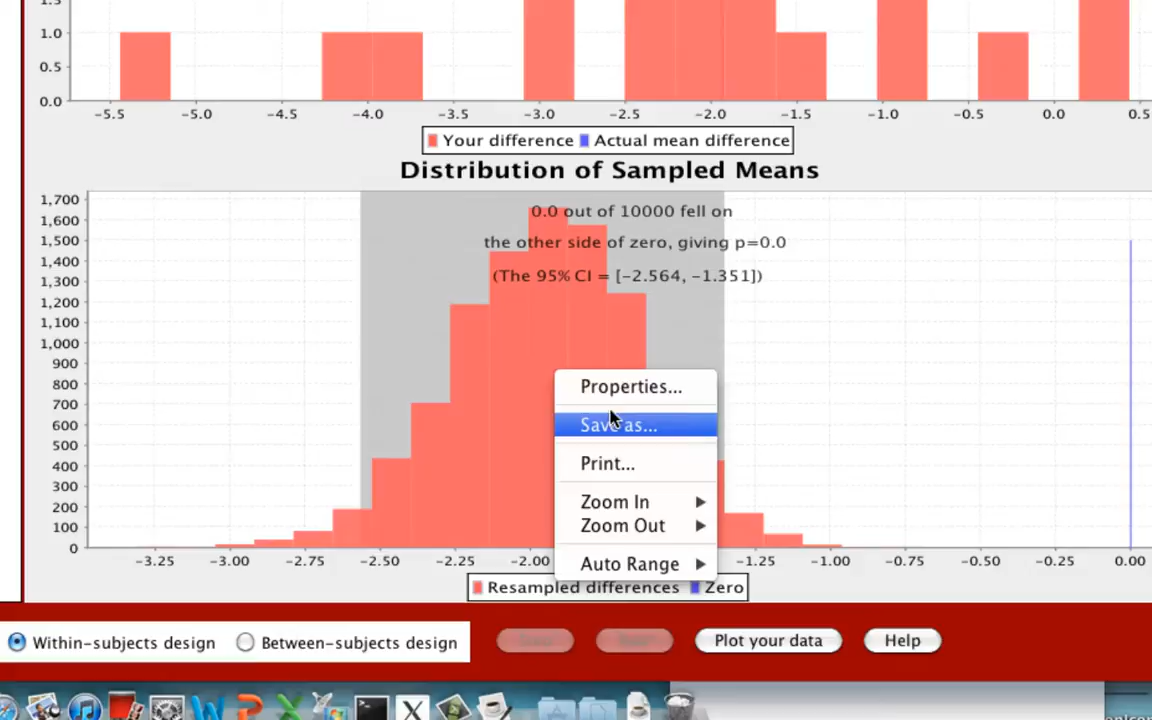 1.5
1.0
0.5
0.0
-5.5 -5.0 -4.5 -4.0 -3.5 -3.0 -2.5 -2.0 -1.5 -1.0 -0.5 0.0 0.5
Your difference Actual mean difference
Distribution of Sampled Means
1,700
1,600
1,500
1,400
1,300
1,200
1,100
1,000
900
800
700
600
500
400
300
200
100
0
0.0 out of 10000 fell on
the other side of zero, giving p=0.0
(The 95% CI = [-2.564, -1.351])
Properties...
Save as...
Print...
Zoom In
Zoom Out
Auto Range
-3.25 -3.00 -2.75 -2.50 -2.25 -2.00 -1.25 -1.00 -0.75 -0.50 -0.25 0.00
Resampled differences Zero
Within-subjects design Between-subjects design Plot your data Help